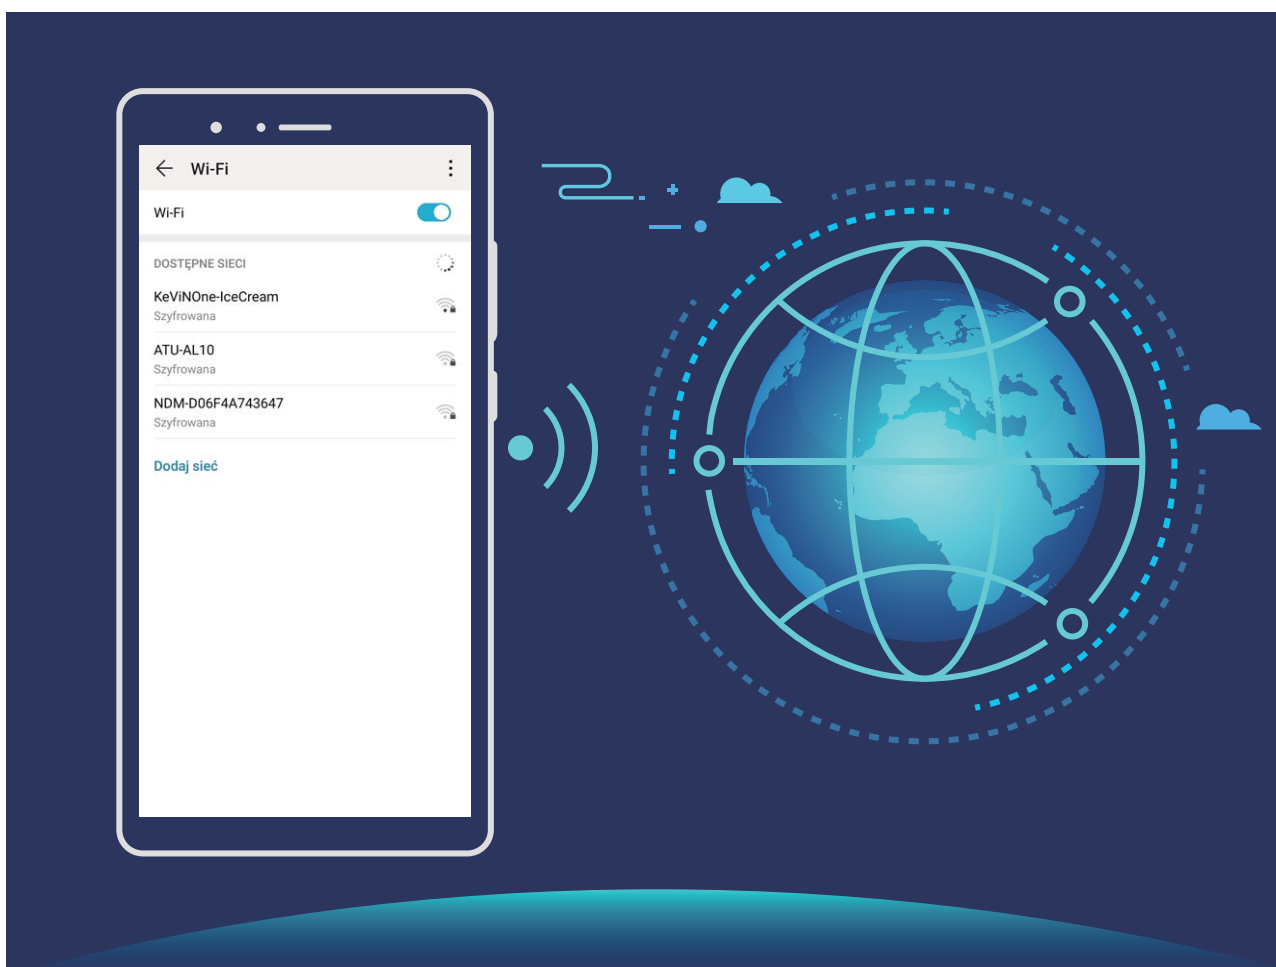 Wi-Fi
Wi-Fi
DOSTĘPNE SIECI
KeViNOne-IceCream
Szyfrowana
ATU-AL10
Szyfrowana
NDM-D06F4A743647
Szyfrowana
Dodaj sieć